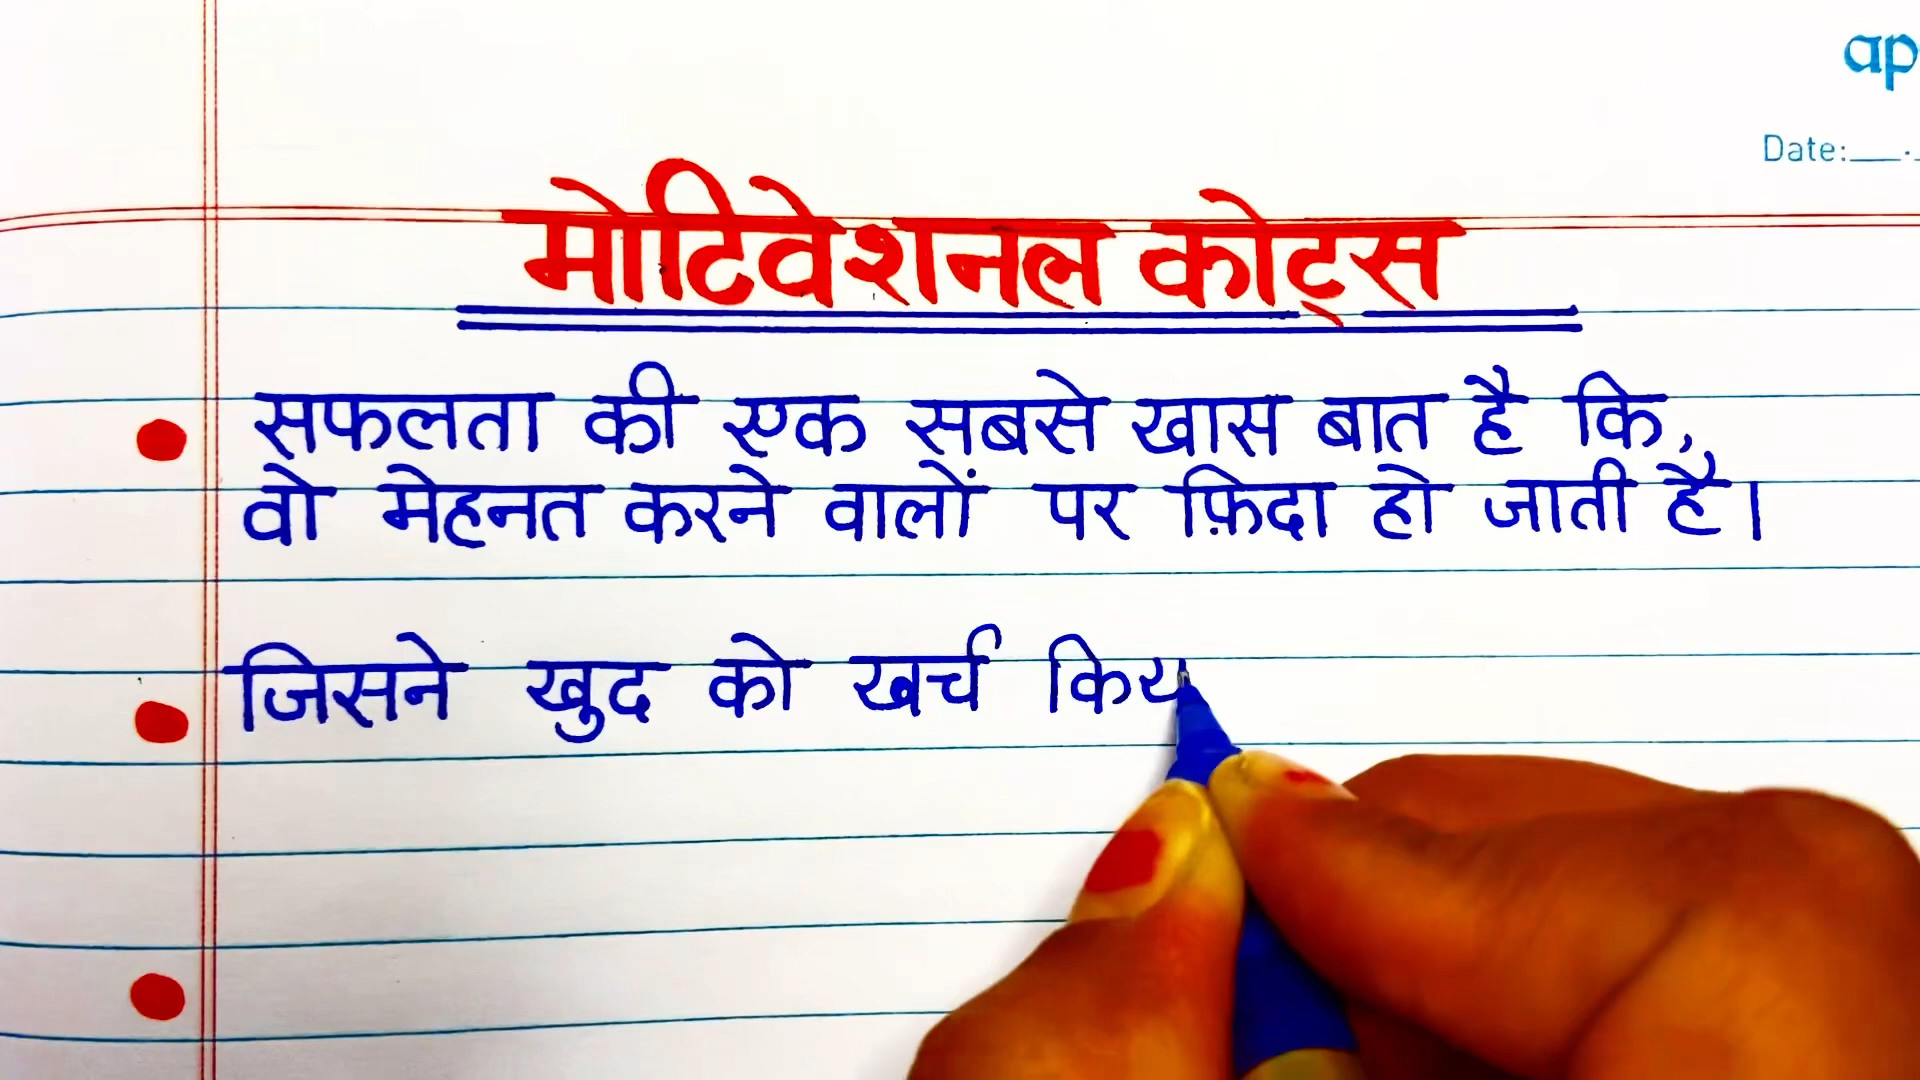 ap
Date:
मोटिवेशनल कोट्स
सफलता की एक सबसे खास बात है कि,
वो मेहनत करने वालों पर फ़िदा हो जाती है।
जिसने खुद को खर्च किय